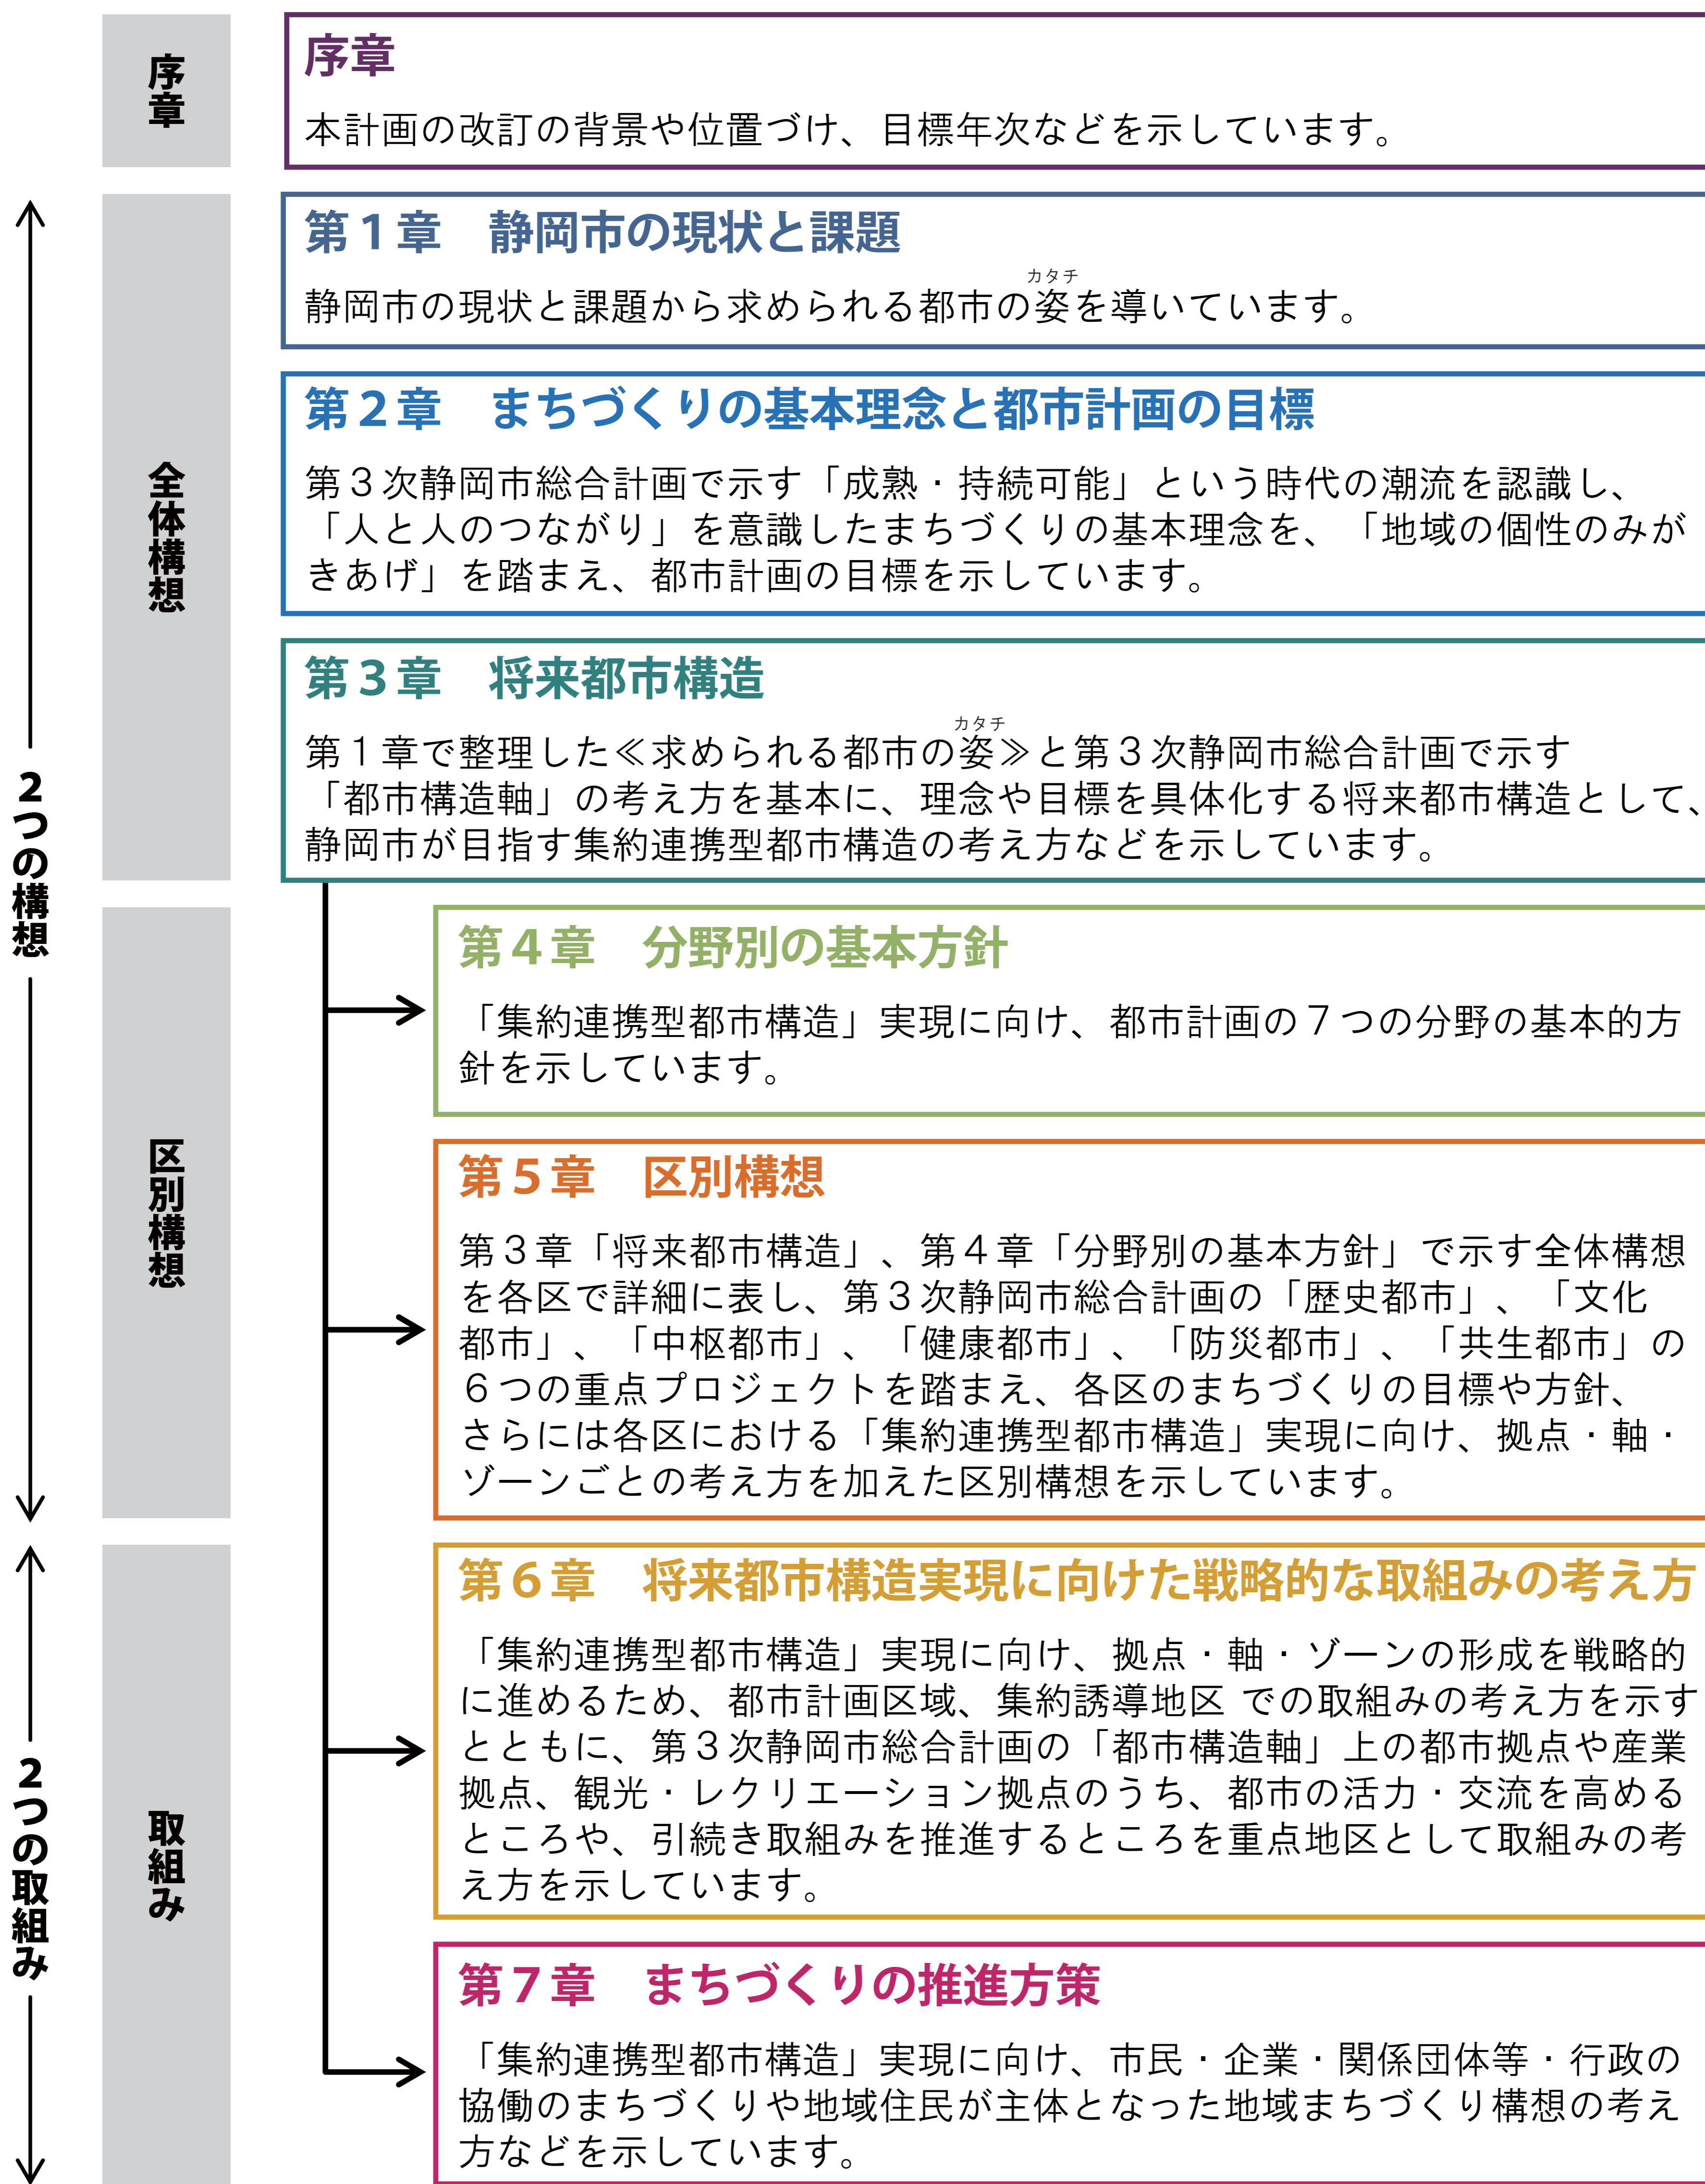 序章
序章
本計画の改訂の背景や位置づけ、目標年次などを示しています。
2つの構想
全体構想
第１章　静岡市の現状と課題
カタチ
静岡市の現状と課題から求められる都市の姿を導いています。
第２章　まちづくりの基本理念と都市計画の目標
第３次静岡市総合計画で示す「成熟・持続可能」という時代の潮流を認識し、
「人と人のつながり」を意識したまちづくりの基本理念を、「地域の個性のみが
きあげ」を踏まえ、都市計画の目標を示しています。
第３章　将来都市構造
カタチ
第１章で整理した≪求められる都市の姿≫と第３次静岡市総合計画で示す
「都市構造軸」の考え方を基本に、理念や目標を具体化する将来都市構造として、
静岡市が目指す集約連携型都市構造の考え方などを示しています。
区別構想
第４章　分野別の基本方針
「集約連携型都市構造」実現に向け、都市計画の７つの分野の基本的方
針を示しています。
第５章　区別構想
第３章「将来都市構造」、第４章「分野別の基本方針」で示す全体構想
を各区で詳細に表し、第３次静岡市総合計画の「歴史都市」、「文化
都市」、「中枢都市」、「健康都市」、「防災都市」、「共生都市」の
６つの重点プロジェクトを踏まえ、各区のまちづくりの目標や方針、
さらには各区における「集約連携型都市構造」実現に向け、拠点・軸・
ゾーンごとの考え方を加えた区別構想を示しています。
2つの取組み
取組み
第６章　将来都市構造実現に向けた戦略的な取組みの考え方
「集約連携型都市構造」実現に向け、拠点・軸・ゾーンの形成を戦略的
に進めるため、都市計画区域、集約誘導地区 での取組みの考え方を示す
とともに、第３次静岡市総合計画の「都市構造軸」上の都市拠点や産業
拠点、観光・レクリエーション拠点のうち、都市の活力・交流を高める
ところや、引続き取組みを推進するところを重点地区として取組みの考
え方を示しています。
第７章　まちづくりの推進方策
「集約連携型都市構造」実現に向け、市民・企業・関係団体等・行政の
協働のまちづくりや地域住民が主体となった地域まちづくり構想の考え
方などを示しています。